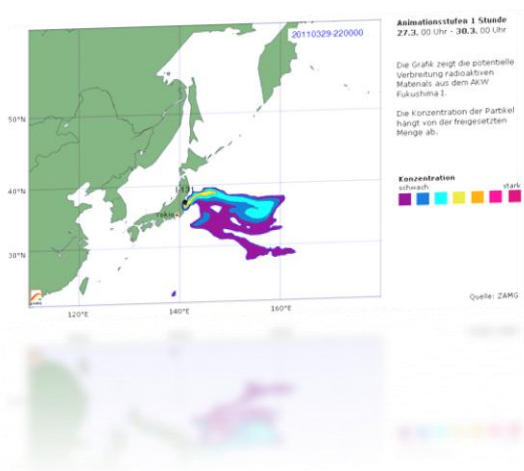 Animationsstufen 1 Stunde
27.3. 00 Uhr - 30.3. 00 Uhr
20110329-220000
Die Grafik zeigt die potentielle
Verbreitung radioaktiven
Materials aus dem AKW
Fukushima I.
Die Konzentration der Partikel
hängt von der freigesetzten
Menge ab.
50°N
Konzentration
schwach stark
40°N
I-131
Tokio
30°N
Quelle: ZAMG
120°E 140°E 160°E